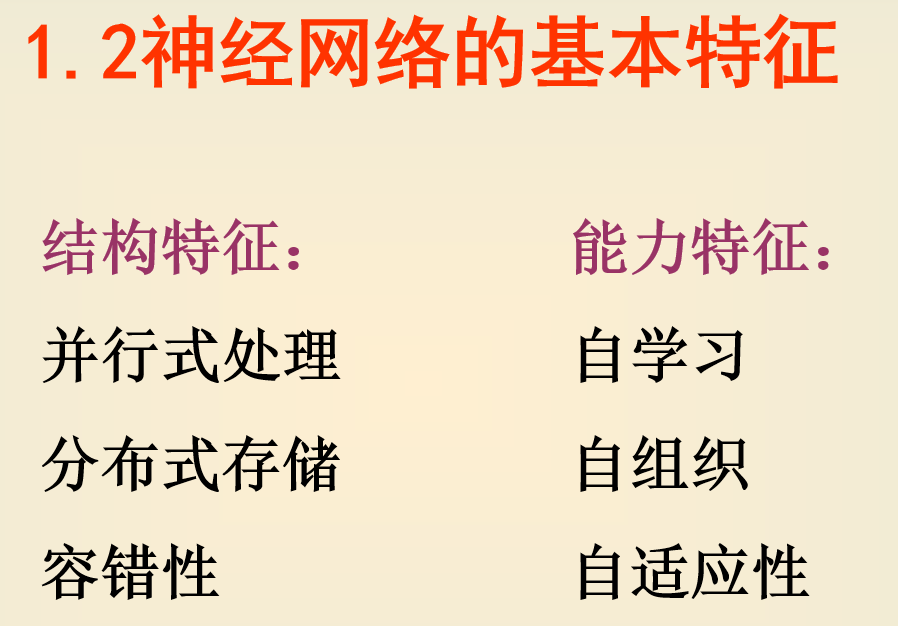 1.2神经网络的基本特征
结构特征：
能力特征：
并行式处理
自学习
分布式存储
自组织
容错性
自适应性